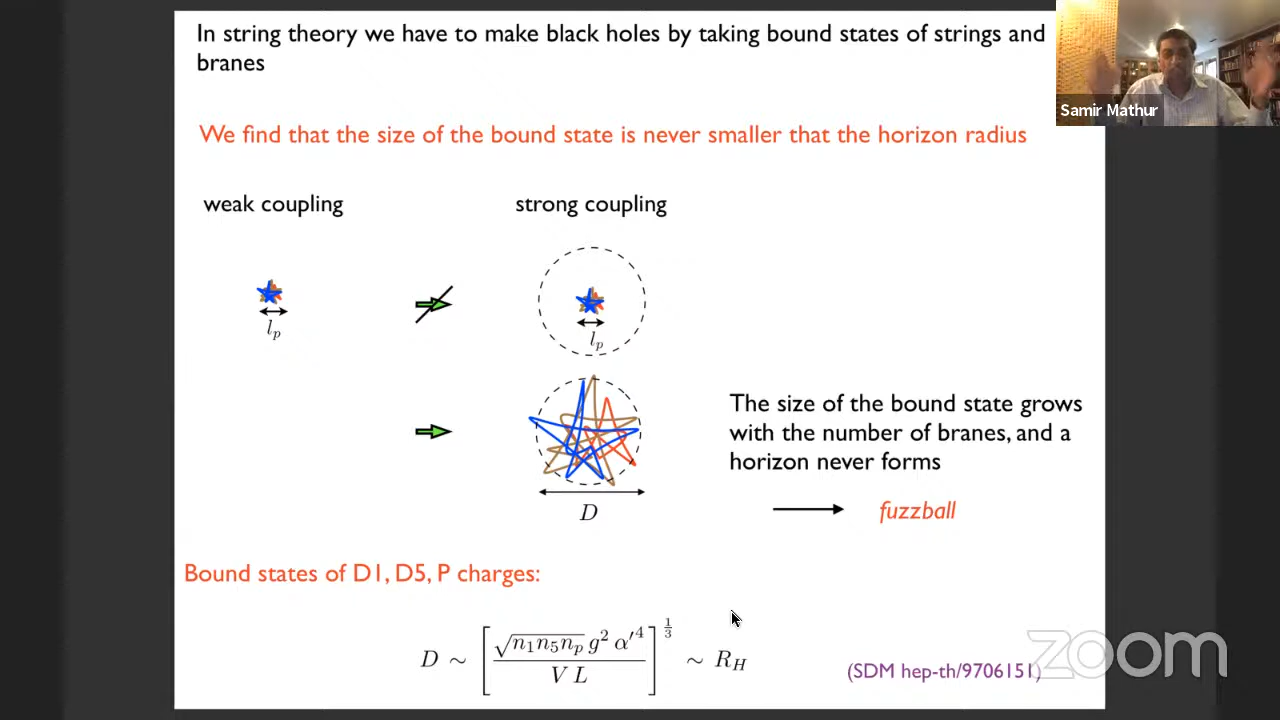 In string theory we have to make black holes by taking bound states of strings and
branes
Samir Mathur
We find that the size of the bound state is never smaller that the horizon radius
weak coupling
strong coupling
l_p
l_p
The size of the bound state grows
with the number of branes, and a
horizon never forms
D
fuzzball
Bound states of D1, D5, P charges:
D ∼ [ √(n_1 n_5 n_p) g^2 α'^4 / V L ]^{1/3} ∼ R_H
(SDM hep-th/9706151)
zoom